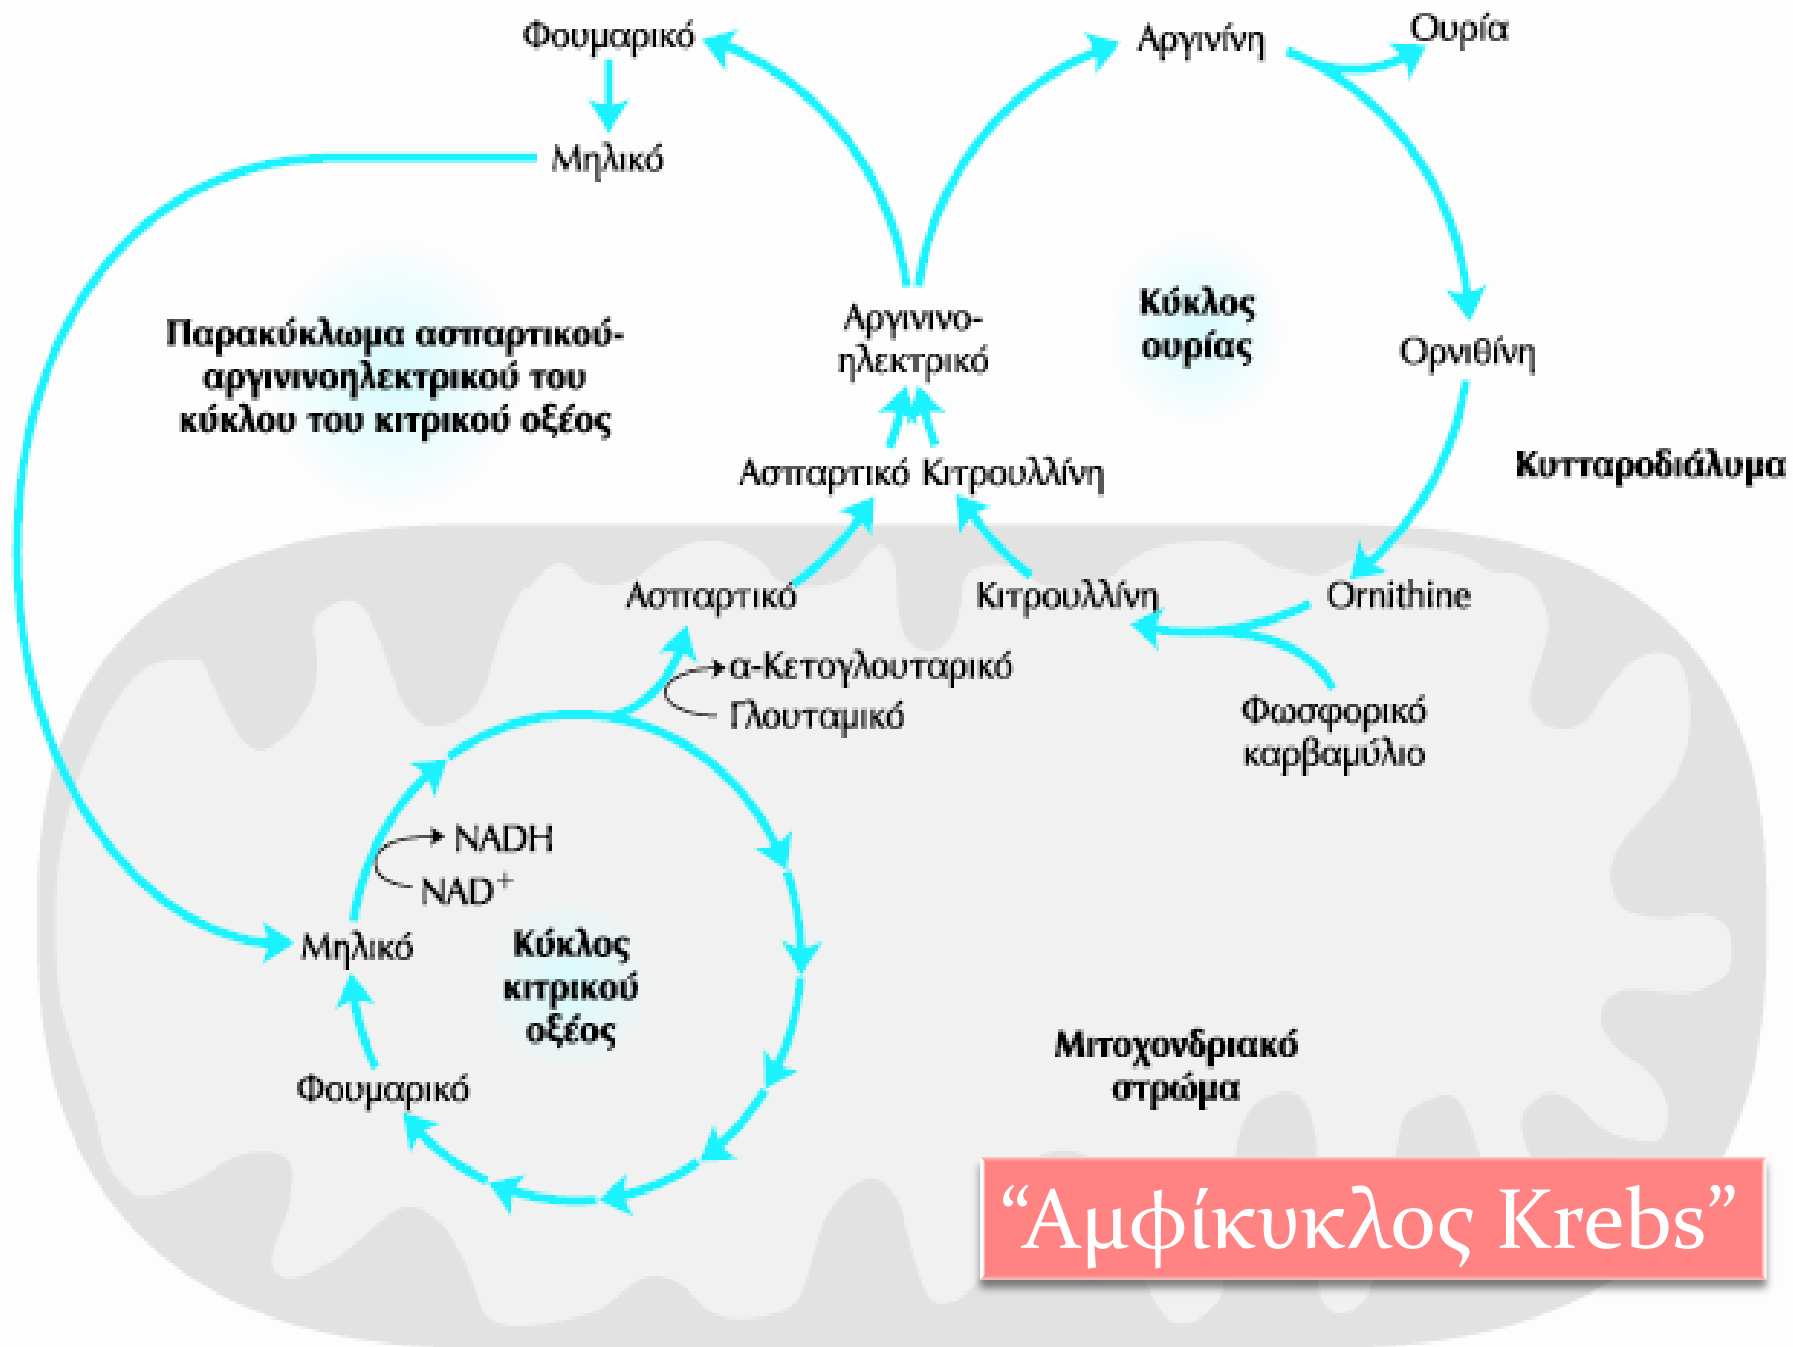 Φουμαρικό
Αργινίνη
Ουρία
Μηλικό
Παρακύκλωμα ασπαρτικού-
αργινινοηλεκτρικού του
κύκλου του κιτρικού οξέος
Αργινινο-
ηλεκτρικό
Κύκλος
ουρίας
Ορνιθίνη
Ασπαρτικό Κιτρουλλίνη
Κυτταροδιάλυμα
Ασπαρτικό
Κιτρουλλίνη
Ornithine
α-Κετογλουταρικό
Γλουταμικό
Φωσφορικό
καρβαμύλιο
NADH
NAD⁺
Μηλικό
Κύκλος
κιτρικού
οξέος
Φουμαρικό
Μιτοχονδριακό
στρώμα
“Αμφίκυκλος Krebs”